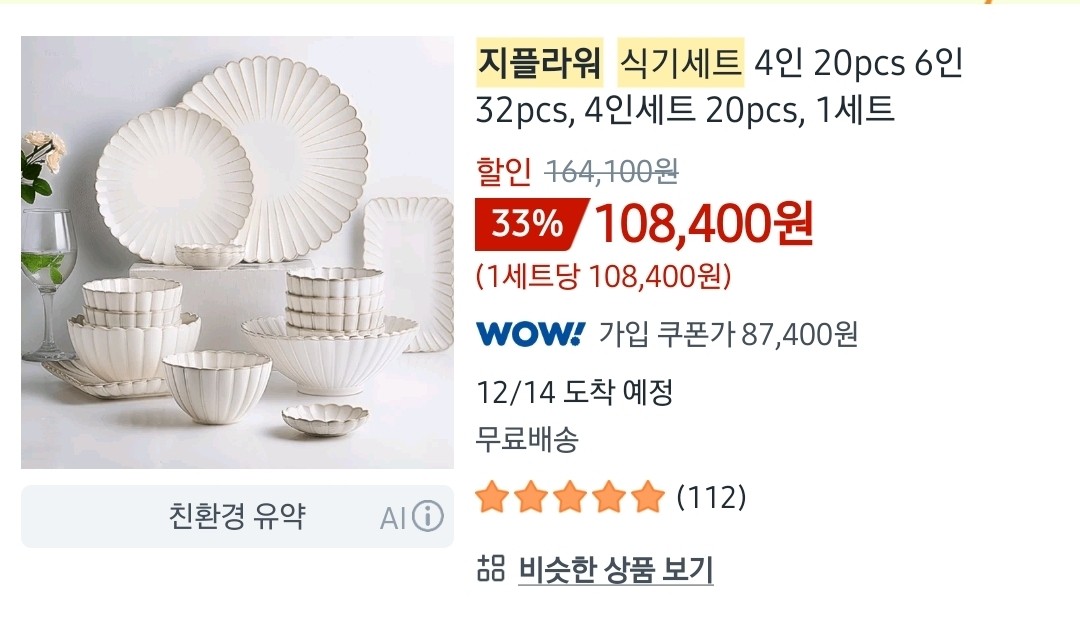 지플라워 식기세트 4인 20pcs 6인
32pcs, 4인세트 20pcs, 1세트
할인 164,100원
33% 108,400원
(1세트당 108,400원)
WOW! 가입 쿠폰가 87,400원
12/14 도착 예정
무료배송
(112)
친환경 유약 AI
비슷한 상품 보기